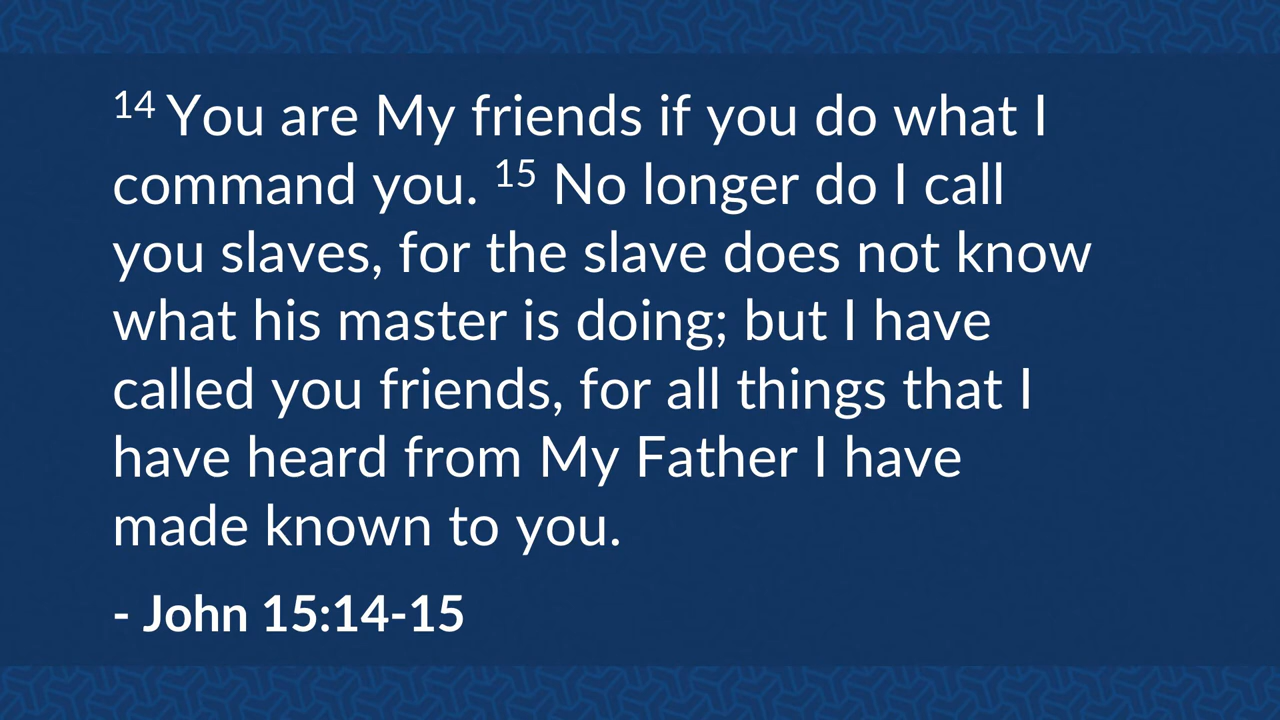 14 You are My friends if you do what I
command you. 15 No longer do I call
you slaves, for the slave does not know
what his master is doing; but I have
called you friends, for all things that I
have heard from My Father I have
made known to you.
- John 15:14-15